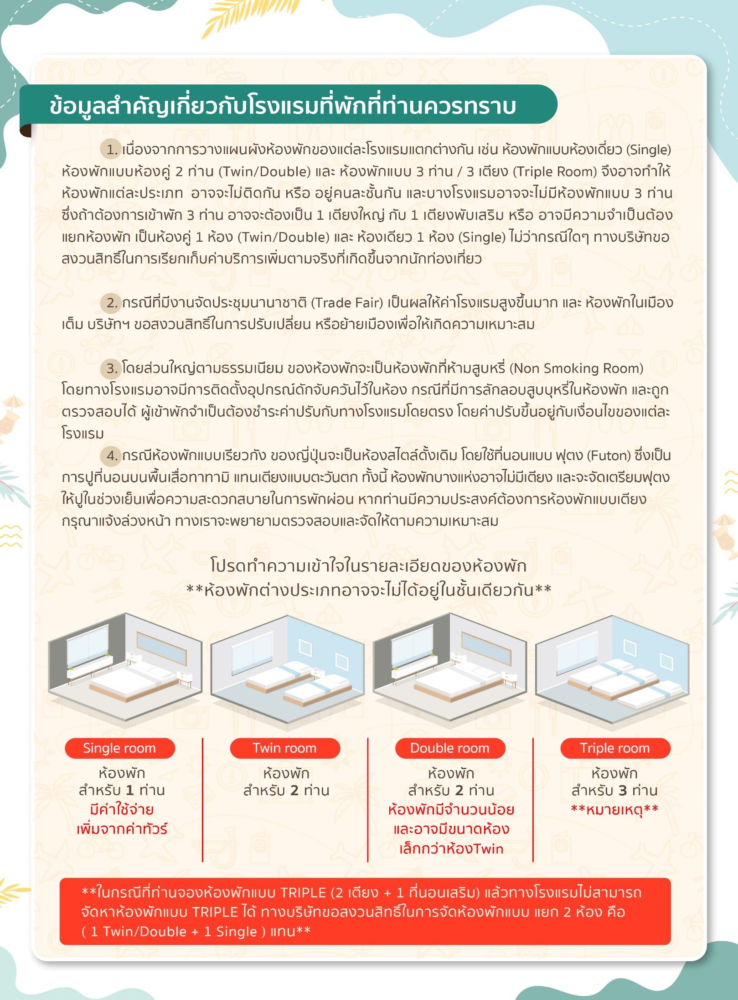 ข้อมูลสำคัญเกี่ยวกับโรงแรมที่พักที่ท่านควรทราบ
1. เนื่องจากการวางแผนผังห้องพักของแต่ละโรงแรมแตกต่างกัน เช่น ห้องพักแบบห้องเดี่ยว (Single)
ห้องพักแบบห้องคู่ 2 ท่าน (Twin/Double) และ ห้องพักแบบ 3 ท่าน / 3 เตียง (Triple Room) จึงอาจทำให้
ห้องพักแต่ละประเภท อาจจะไม่ติดกัน หรือ อยู่คนละชั้นกัน และบางโรงแรมอาจจะไม่มีห้องพักแบบ 3 ท่าน
ซึ่งถ้าต้องการเข้าพัก 3 ท่าน อาจจะต้องเป็น 1 เตียงใหญ่ กับ 1 เตียงพับเสริม หรือ อาจมีความจำเป็นต้อง
แยกห้องพัก เป็นห้องคู่ 1 ห้อง (Twin/Double) และ ห้องเดียว 1 ห้อง (Single) ไม่ว่ากรณีใดๆ ทางบริษัทขอ
สงวนสิทธิ์ในการเรียกเก็บค่าบริการเพิ่มตามจริงที่เกิดขึ้นจากนักท่องเที่ยว
2. กรณีที่มีงานจัดประชุมนานาชาติ (Trade Fair) เป็นผลให้ค่าโรงแรมสูงขึ้นมาก และ ห้องพักในเมือง
เต็ม บริษัทฯ ขอสงวนสิทธิ์ในการปรับเปลี่ยน หรือย้ายเมืองเพื่อให้เกิดความเหมาะสม
3. โดยส่วนใหญ่ตามธรรมเนียม ของห้องพักจะเป็นห้องพักที่ห้ามสูบหรี่ (Non Smoking Room)
โดยทางโรงแรมอาจมีการติดตั้งอุปกรณ์ดักจับควันไว้ในห้อง กรณีที่มีการลักลอบสูบบุหรี่ในห้องพัก และถูก
ตรวจสอบได้ ผู้เข้าพักจำเป็นต้องชำระค่าปรับกับทางโรงแรมโดยตรง โดยค่าปรับขึ้นอยู่กับเงื่อนไขของแต่ละ
โรงแรม
4. กรณีห้องพักแบบเรียวกัง ของญี่ปุ่นจะเป็นห้องสไตล์ดั้งเดิม โดยใช้ที่นอนแบบ ฟุตง (Futon) ซึ่งเป็น
การปูที่นอนบนพื้นเสื่อทาทามิ แทนเตียงแบบตะวันตก ทั้งนี้ ห้องพักบางแห่งอาจไม่มีเตียง และจะจัดเตรียมฟุตง
ให้ปูในช่วงเย็นเพื่อความสะดวกสบายในการพักผ่อน หากท่านมีความประสงค์ต้องการห้องพักแบบเตียง
กรุณาแจ้งล่วงหน้า ทางเราจะพยายามตรวจสอบและจัดให้ตามความเหมาะสม
โปรดทำความเข้าใจในรายละเอียดของห้องพัก
**ห้องพักต่างประเภทอาจจะไม่ได้อยู่ในชั้นเดียวกัน**
Single room
ห้องพัก
สำหรับ 1 ท่าน
มีค่าใช้จ่าย
เพิ่มจากค่าทัวร์
Twin room
ห้องพัก
สำหรับ 2 ท่าน
Double room
ห้องพัก
สำหรับ 2 ท่าน
ห้องพักมีจำนวนน้อย
และอาจมีขนาดห้อง
เล็กกว่าห้องTwin
Triple room
ห้องพัก
สำหรับ 3 ท่าน
**หมายเหตุ**
**ในกรณีที่ท่านจองห้องพักแบบ TRIPLE (2 เตียง + 1 ที่นอนเสริม) แล้วทางโรงแรมไม่สามารถ
จัดหาห้องพักแบบ TRIPLE ได้ ทางบริษัทขอสงวนสิทธิ์ในการจัดห้องพักแบบ แยก 2 ห้อง คือ
( 1 Twin/Double + 1 Single ) แทน**